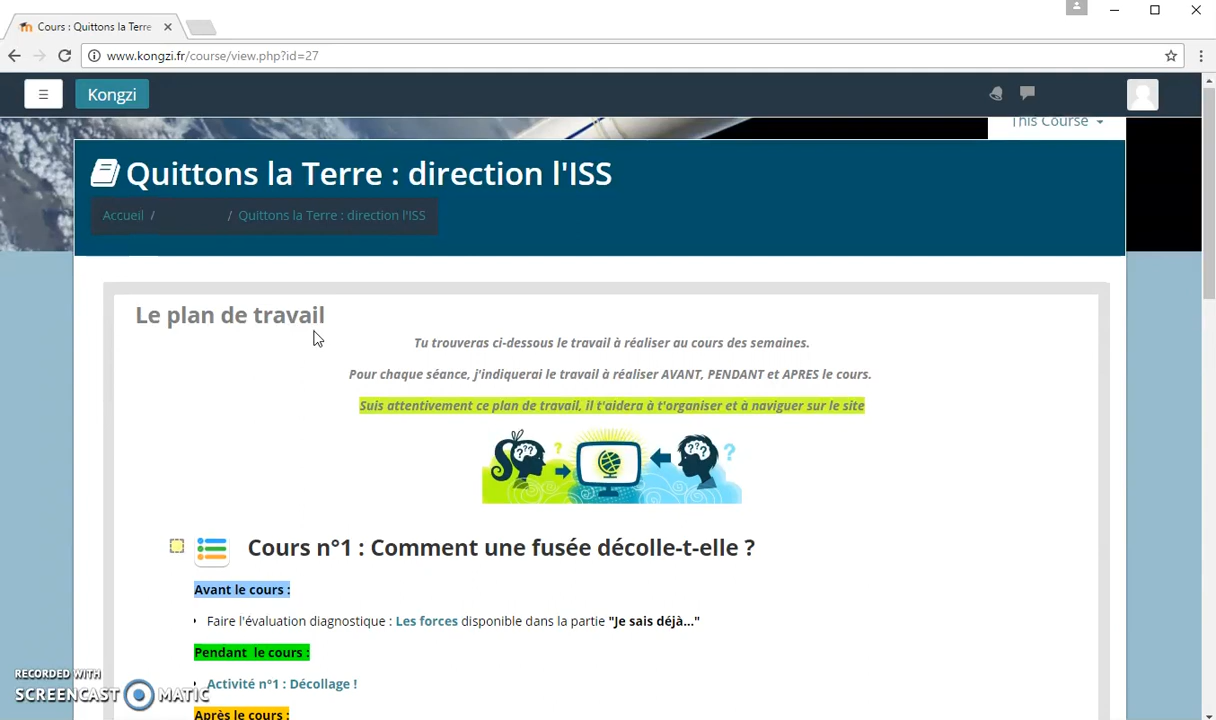 Cours : Quittons la Terre
www.kongzi.fr/course/view.php?id=27
Kongzi
This Course
Quittons la Terre : direction l'ISS
Accueil / / Quittons la Terre : direction l'ISS
Le plan de travail
Tu trouveras ci-dessous le travail à réaliser au cours des semaines.
Pour chaque séance, j'indiquerai le travail à réaliser AVANT, PENDANT et APRES le cours.
Suis attentivement ce plan de travail, il t'aidera à t'organiser et à naviguer sur le site
Cours n°1 : Comment une fusée décolle-t-elle ?
Avant le cours :
Faire l'évaluation diagnostique : Les forces disponible dans la partie "Je sais déjà..."
Pendant le cours :
Activité n°1 : Décollage !
Après le cours :
RECORDED WITH
SCREENCAST MATIC